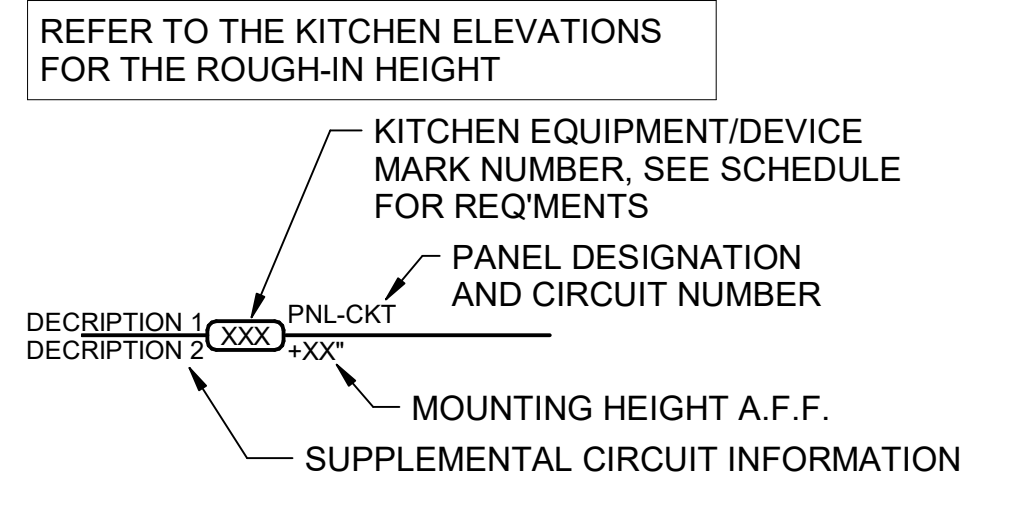 REFER TO THE KITCHEN ELEVATIONS
FOR THE ROUGH-IN HEIGHT
KITCHEN EQUIPMENT/DEVICE
MARK NUMBER, SEE SCHEDULE
FOR REQ'MENTS
PANEL DESIGNATION
AND CIRCUIT NUMBER
DECRIPTION 1
DECRIPTION 2
XXX
PNL-CKT
+XX"
MOUNTING HEIGHT A.F.F.
SUPPLEMENTAL CIRCUIT INFORMATION